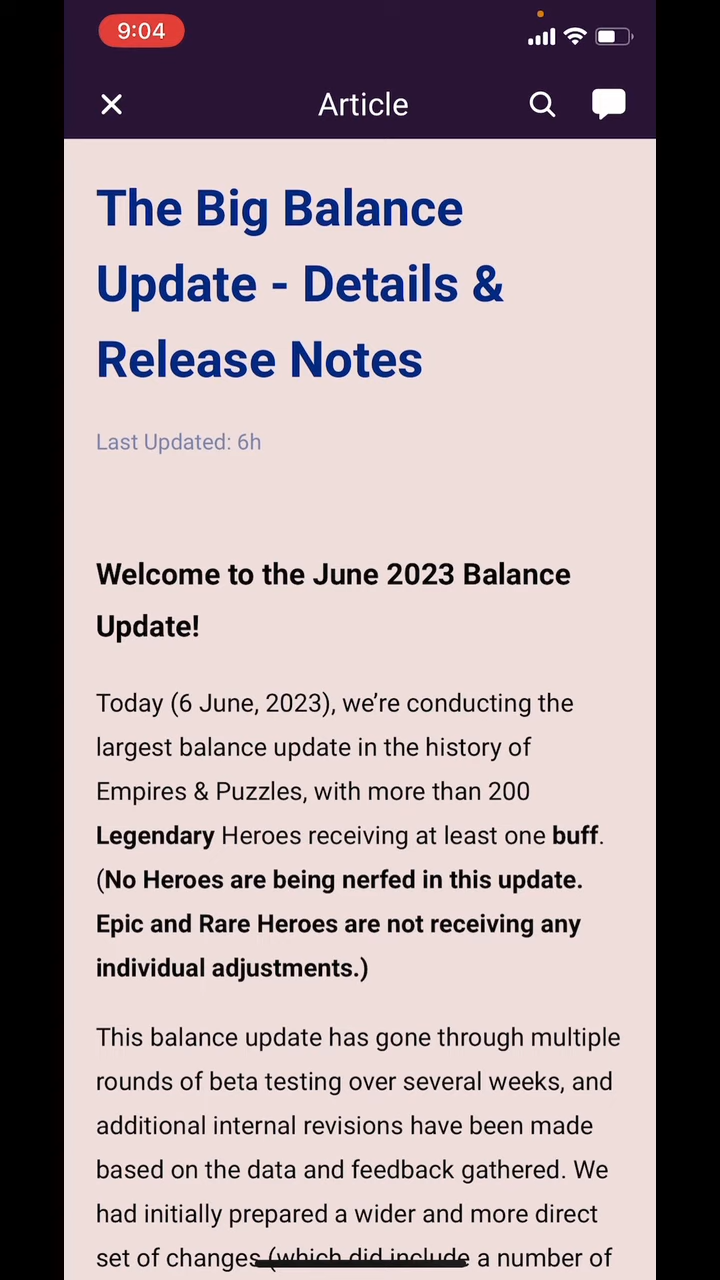 9:04
Article
The Big Balance
Update - Details &
Release Notes
Last Updated: 6h
Welcome to the June 2023 Balance
Update!
Today (6 June, 2023), we’re conducting the
largest balance update in the history of
Empires & Puzzles, with more than 200
Legendary Heroes receiving at least one buff.
(No Heroes are being nerfed in this update.
Epic and Rare Heroes are not receiving any
individual adjustments.)
This balance update has gone through multiple
rounds of beta testing over several weeks, and
additional internal revisions have been made
based on the data and feedback gathered. We
had initially prepared a wider and more direct
set of changes (which did include a number of